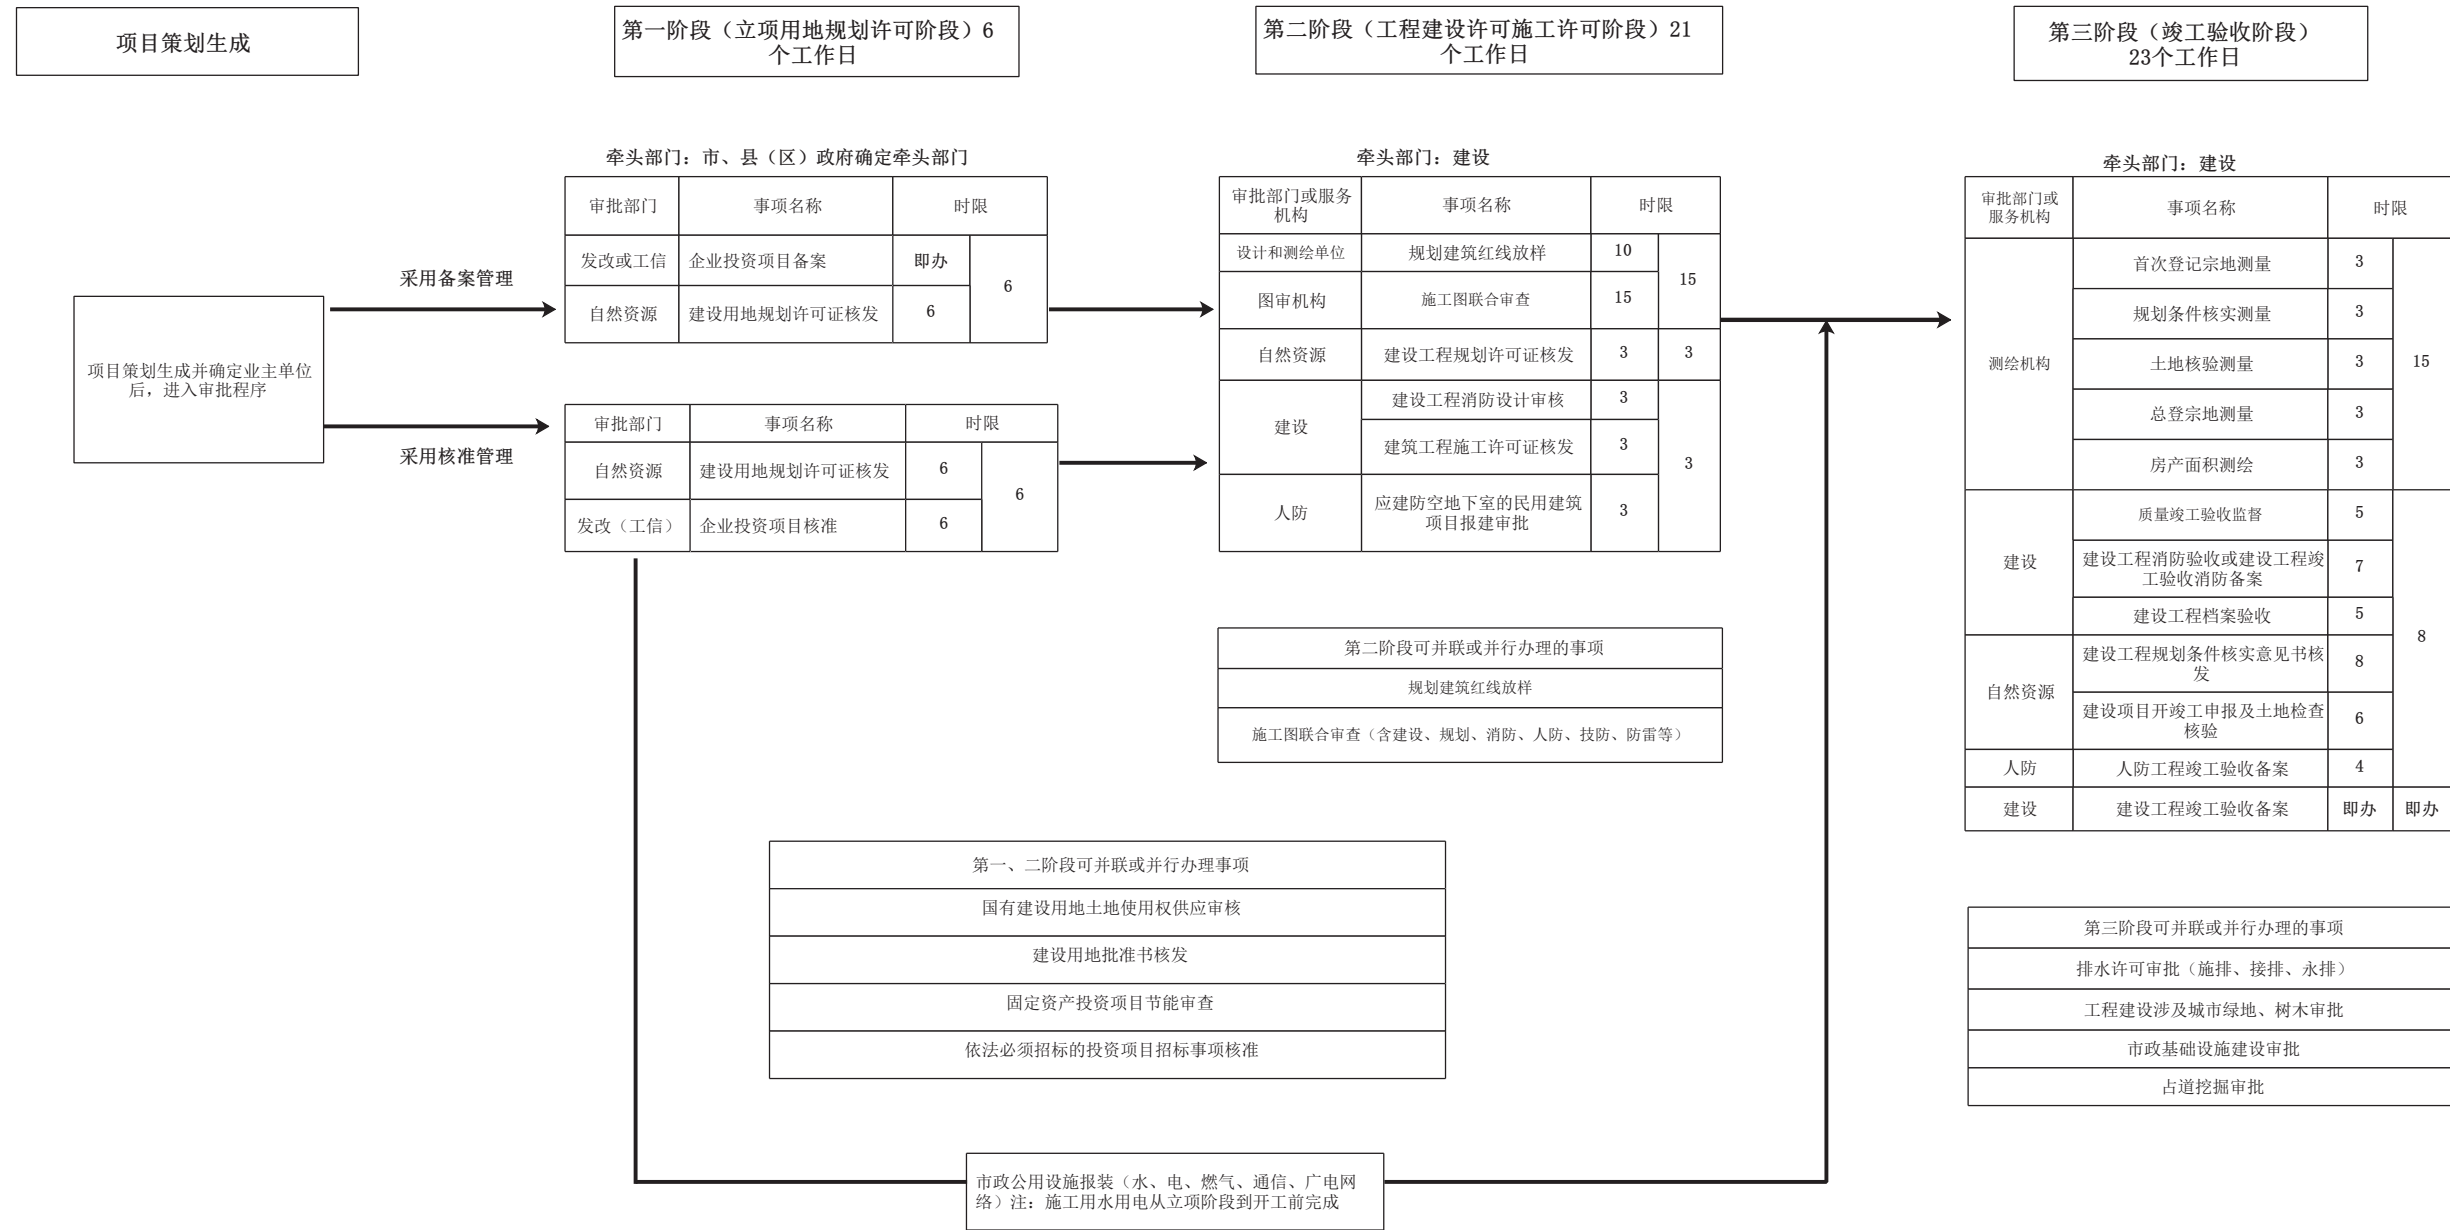 项目策划生成
第一阶段（立项用地规划许可阶段）6
个工作日
第二阶段（工程建设许可施工许可阶段）21
个工作日
第三阶段（竣工验收阶段）
23个工作日
项目策划生成并确定业主单位
后，进入审批程序
采用备案管理
采用核准管理
牵头部门：市、县（区）政府确定牵头部门
审批部门 事项名称 时限
发改或工信 企业投资项目备案 即办
6
自然资源 建设用地规划许可证核发 6
审批部门 事项名称 时限
自然资源 建设用地规划许可证核发 6
6
发改（工信） 企业投资项目核准 6
牵头部门：建设
审批部门或服务
机构
事项名称 时限
设计和测绘单位 规划建筑红线放样 10
15
图审机构 施工图联合审查 15
自然资源 建设工程规划许可证核发 3 3
建设
建设工程消防设计审核 3
建筑工程施工许可证核发 3
3
人防
应建防空地下室的民用建筑
项目报建审批
3
第二阶段可并联或并行办理的事项
规划建筑红线放样
施工图联合审查（含建设、规划、消防、人防、技防、防雷等）
第一、二阶段可并联或并行办理事项
国有建设用地土地使用权供应审核
建设用地批准书核发
固定资产投资项目节能审查
依法必须招标的投资项目招标事项核准
市政公用设施报装（水、电、燃气、通信、广电网
络）注：施工用水用电从立项阶段到开工前完成
牵头部门：建设
审批部门或
服务机构
事项名称 时限
测绘机构
首次登记宗地测量 3
规划条件核实测量 3
土地核验测量 3
15
总登宗地测量 3
房产面积测绘 3
建设
质量竣工验收监督 5
建设工程消防验收或建设工程竣
工验收消防备案
7
建设工程档案验收 5
8
自然资源
建设工程规划条件核实意见书核
发
8
建设项目开竣工申报及土地检查
核验
6
人防 人防工程竣工验收备案 4
建设 建设工程竣工验收备案 即办 即办
第三阶段可并联或并行办理的事项
排水许可审批（施排、接排、永排）
工程建设涉及城市绿地、树木审批
市政基础设施建设审批
占道挖掘审批